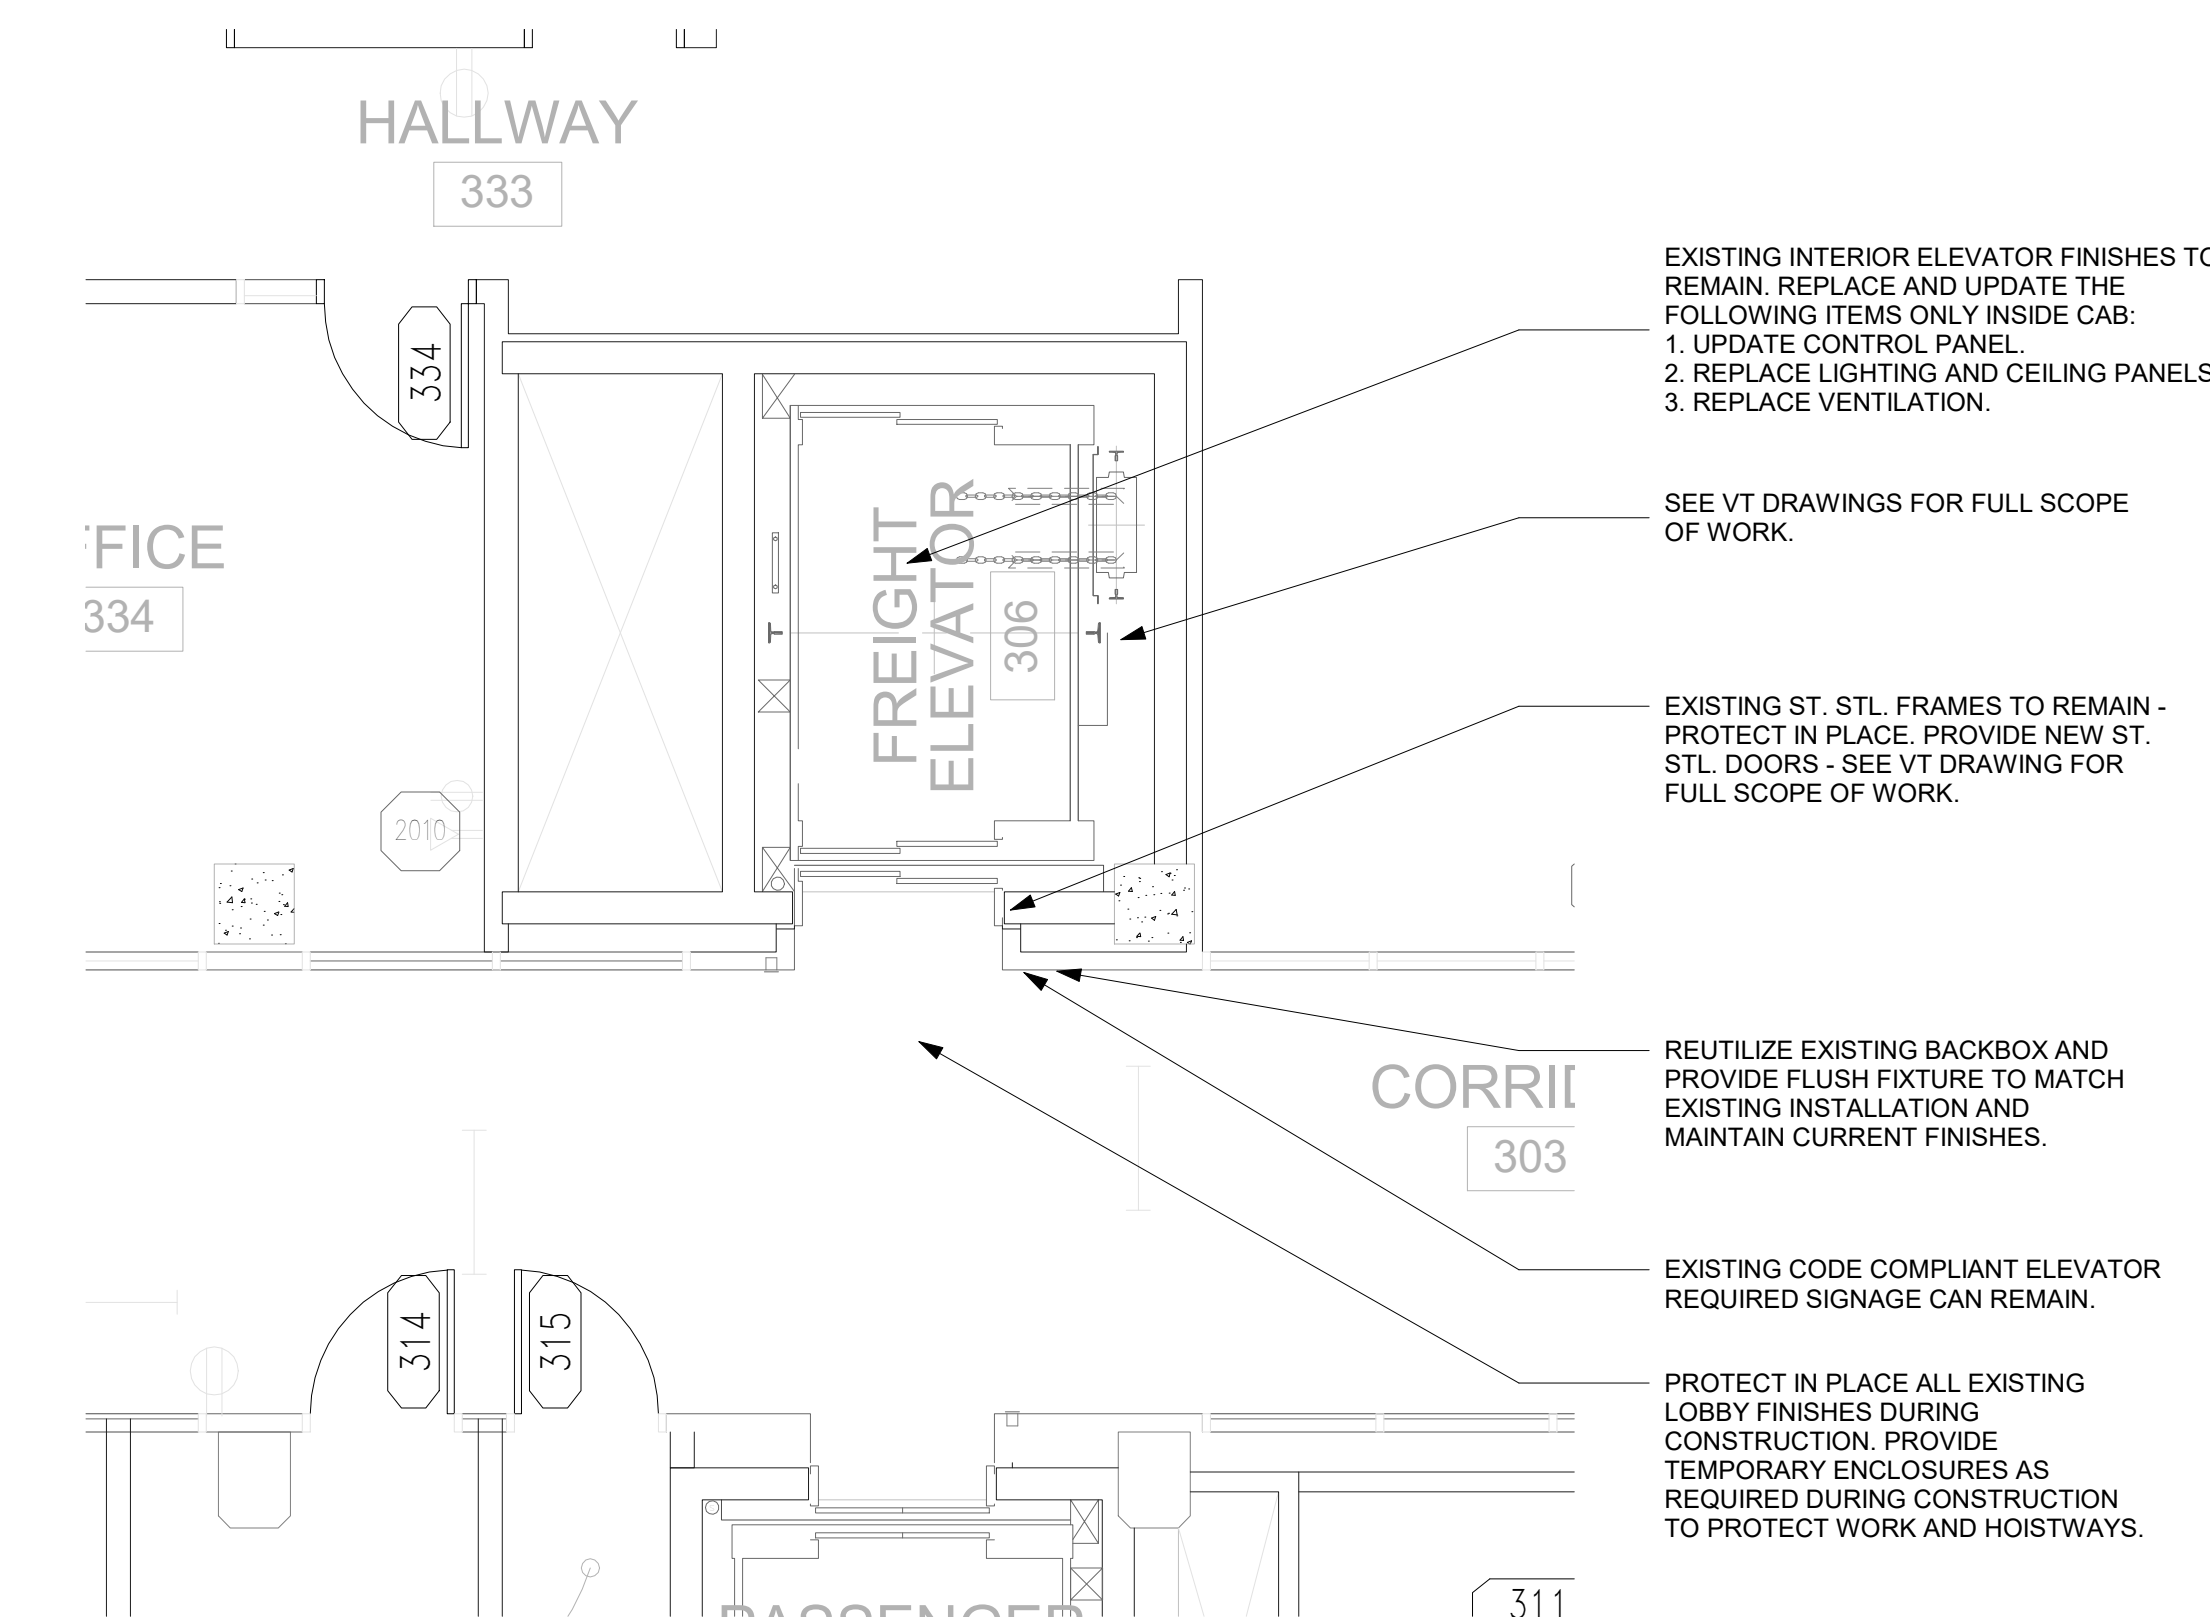 HALLWAY
333
334
FFICE
334
2010
FREIGHT
ELEVATOR
306
EXISTING INTERIOR ELEVATOR FINISHES TO
REMAIN. REPLACE AND UPDATE THE
FOLLOWING ITEMS ONLY INSIDE CAB:
1. UPDATE CONTROL PANEL.
2. REPLACE LIGHTING AND CEILING PANELS
3. REPLACE VENTILATION.
SEE VT DRAWINGS FOR FULL SCOPE
OF WORK.
EXISTING ST. STL. FRAMES TO REMAIN -
PROTECT IN PLACE. PROVIDE NEW ST.
STL. DOORS - SEE VT DRAWING FOR
FULL SCOPE OF WORK.
REUTILIZE EXISTING BACKBOX AND
PROVIDE FLUSH FIXTURE TO MATCH
EXISTING INSTALLATION AND
MAINTAIN CURRENT FINISHES.
CORRID
303
EXISTING CODE COMPLIANT ELEVATOR
REQUIRED SIGNAGE CAN REMAIN.
314
315
PROTECT IN PLACE ALL EXISTING
LOBBY FINISHES DURING
CONSTRUCTION. PROVIDE
TEMPORARY ENCLOSURES AS
REQUIRED DURING CONSTRUCTION
TO PROTECT WORK AND HOISTWAYS.
PASSENGER
311